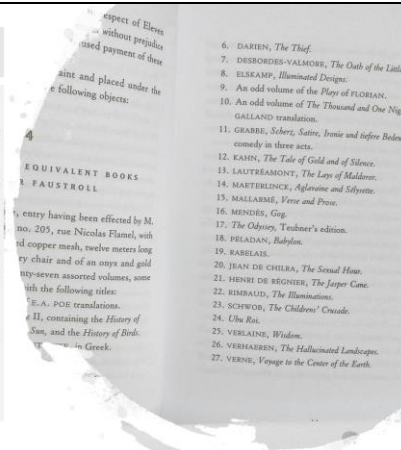 espect of Eleven
without prejudice
used payment of these
aint and placed under the
e following objects:
4
EQUIVALENT BOOKS
R FAUSTROLL
, entry having been effected by M.
no. 205, rue Nicolas Flamel, with
ed copper mesh, twelve meters long
ry chair and of an onyx and gold
nty-seven assorted volumes, some
ith the following titles:
E.A. POE translations.
e II, containing the History of
Sun, and the History of Birds.
in Greek.
6. DARIEN, The Thief.
7. DESBORDES-VALMORE, The Oath of the Little
8. ELSKAMP, Illuminated Designs.
9. An odd volume of the Plays of FLORIAN.
10. An odd volume of The Thousand and One Nig
GALLAND translation.
11. GRABBE, Scherz, Satire, Ironie und tiefere Bedeu
comedy in three acts.
12. KAHN, The Tale of Gold and of Silence.
13. LAUTRÉAMONT, The Lays of Maldoror.
14. MAETERLINCK, Aglavaine and Sélysette.
15. MALLARMÉ, Verse and Prose.
16. MENDÈS, Gog.
17. The Odyssey, Teubner's edition.
18. PÉLADAN, Babylon.
19. RABELAIS.
20. JEAN DE CHILRA, The Sexual Hour.
21. HENRI DE RÉGNIER, The Jasper Cane.
22. RIMBAUD, The Illuminations.
23. SCHWOB, The Childrens' Crusade.
24. Ubu Roi.
25. VERLAINE, Wisdom.
26. VERHAEREN, The Hallucinated Landscapes.
27. VERNE, Voyage to the Center of the Earth.